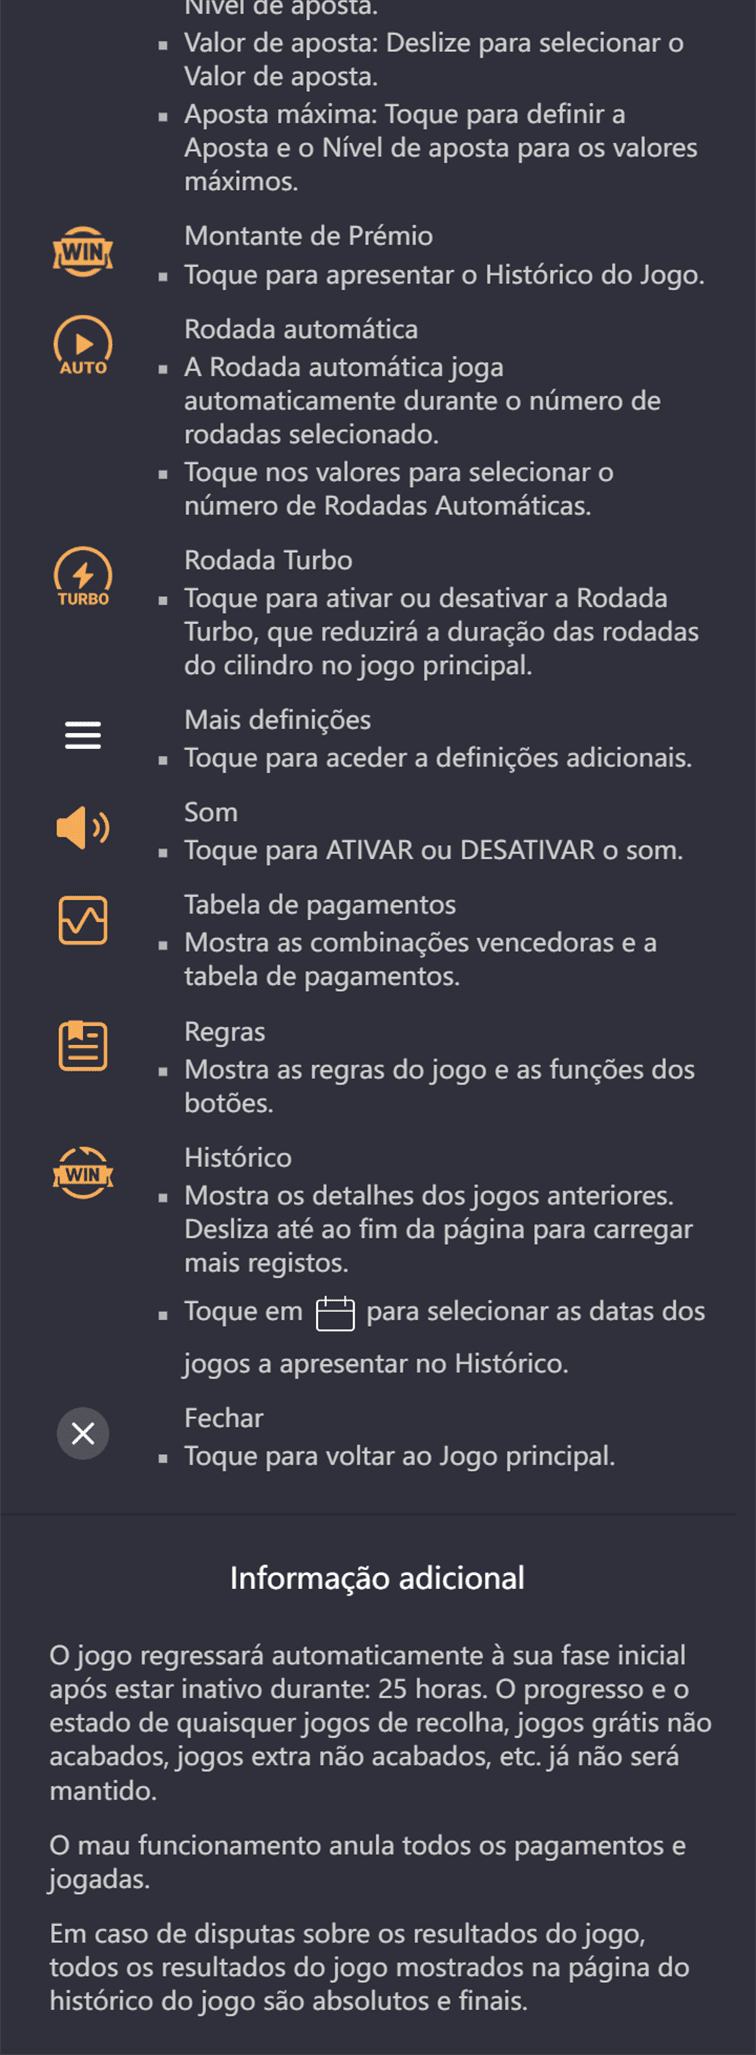 Nível de aposta.
Valor de aposta: Deslize para selecionar o
Valor de aposta.
Aposta máxima: Toque para definir a
Aposta e o Nível de aposta para os valores
máximos.
WIN
Montante de Prémio
Toque para apresentar o Histórico do Jogo.
AUTO
Rodada automática
A Rodada automática joga
automaticamente durante o número de
rodadas selecionado.
Toque nos valores para selecionar o
número de Rodadas Automáticas.
TURBO
Rodada Turbo
Toque para ativar ou desativar a Rodada
Turbo, que reduzirá a duração das rodadas
do cilindro no jogo principal.
Mais definições
Toque para aceder a definições adicionais.
Som
Toque para ATIVAR ou DESATIVAR o som.
Tabela de pagamentos
Mostra as combinações vencedoras e a
tabela de pagamentos.
Regras
Mostra as regras do jogo e as funções dos
botões.
WIN
Histórico
Mostra os detalhes dos jogos anteriores.
Desliza até ao fim da página para carregar
mais registos.
Toque em para selecionar as datas dos
jogos a apresentar no Histórico.
Fechar
Toque para voltar ao Jogo principal.
Informação adicional
O jogo regressará automaticamente à sua fase inicial
após estar inativo durante: 25 horas. O progresso e o
estado de quaisquer jogos de recolha, jogos grátis não
acabados, jogos extra não acabados, etc. já não será
mantido.
O mau funcionamento anula todos os pagamentos e
jogadas.
Em caso de disputas sobre os resultados do jogo,
todos os resultados do jogo mostrados na página do
histórico do jogo são absolutos e finais.